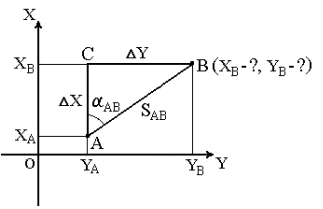 X
X_B C ΔY B (X_B-?, Y_B-?)
ΔX α_AB S_AB
X_A A
O Y_A Y_B Y